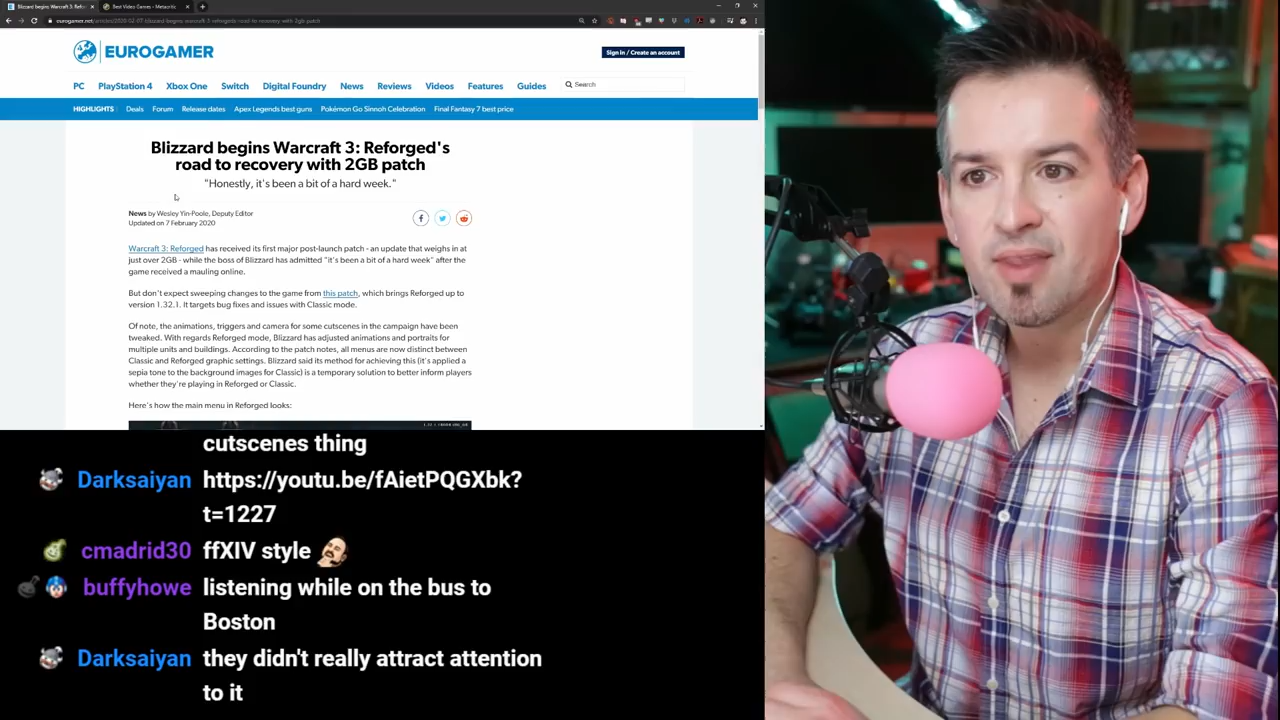 Blizzard begins Warcraft 3: Ref
Best Video Games - Metacritic
EUROGAMER
Sign in / Create an account
PC PlayStation 4 Xbox One Switch Digital Foundry News Reviews Videos Features Guides Search
HIGHLIGHTS Deals Forum Release dates Apex Legends best guns Pokémon Go Sinnoh Celebration Final Fantasy 7 best price
Blizzard begins Warcraft 3: Reforged's
road to recovery with 2GB patch
"Honestly, it's been a bit of a hard week."
News by Wesley Yin-Poole, Deputy Editor
Updated on 7 February 2020
Warcraft 3: Reforged has received its first major post-launch patch - an update that weighs in at
just over 2GB - while the boss of Blizzard has admitted "it's been a bit of a hard week" after the
game received a mauling online.
But don't expect sweeping changes to the game from this patch, which brings Reforged up to
version 1.32.1. It targets bug fixes and issues with Classic mode.
Of note, the animations, triggers and camera for some cutscenes in the campaign have been
tweaked. With regards Reforged mode, Blizzard has adjusted animations and portraits for
multiple units and buildings. According to the patch notes, all menus are now distinct between
Classic and Reforged graphic settings. Blizzard said its method for achieving this (it's applied a
sepia tone to the background images for Classic) is a temporary solution to better inform players
whether they're playing in Reforged or Classic.
Here's how the main menu in Reforged looks:
cutscenes thing
Darksaiyan https://youtu.be/fAietPQGXbk?
t=1227
cmadrid30 ffXIV style
buffyhowe listening while on the bus to
Boston
Darksaiyan they didn't really attract attention
to it